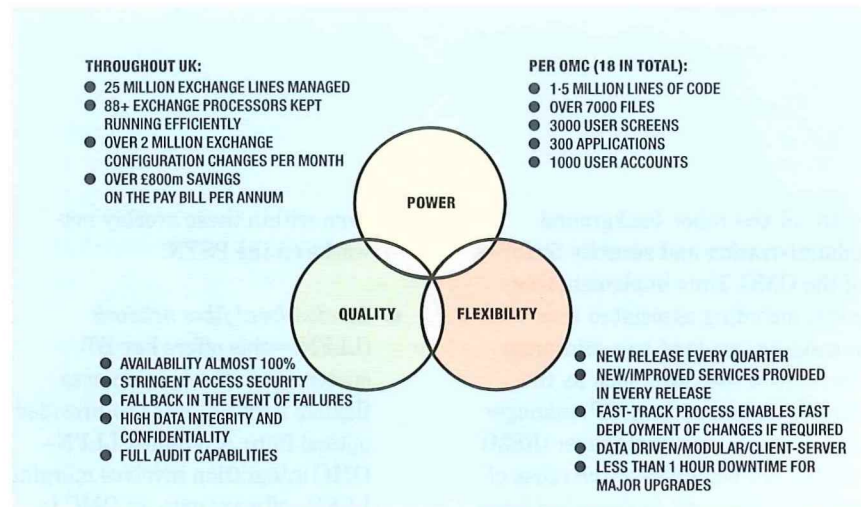 THROUGHOUT UK:
● 25 MILLION EXCHANGE LINES MANAGED
● 88+ EXCHANGE PROCESSORS KEPT
RUNNING EFFICIENTLY
● OVER 2 MILLION EXCHANGE
CONFIGURATION CHANGES PER MONTH
● OVER £800m SAVINGS
ON THE PAY BILL PER ANNUM
PER OMC (18 IN TOTAL):
● 1·5 MILLION LINES OF CODE
● OVER 7000 FILES
● 3000 USER SCREENS
● 300 APPLICATIONS
● 1000 USER ACCOUNTS
POWER
QUALITY
FLEXIBILITY
● AVAILABILITY ALMOST 100%
● STRINGENT ACCESS SECURITY
● FALLBACK IN THE EVENT OF FAILURES
● HIGH DATA INTEGRITY AND
CONFIDENTIALITY
● FULL AUDIT CAPABILITIES
● NEW RELEASE EVERY QUARTER
● NEW/IMPROVED SERVICES PROVIDED
IN EVERY RELEASE
● FAST-TRACK PROCESS ENABLES FAST
DEPLOYMENT OF CHANGES IF REQUIRED
● DATA DRIVEN/MODULAR/CLIENT-SERVER
● LESS THAN 1 HOUR DOWNTIME FOR
MAJOR UPGRADES